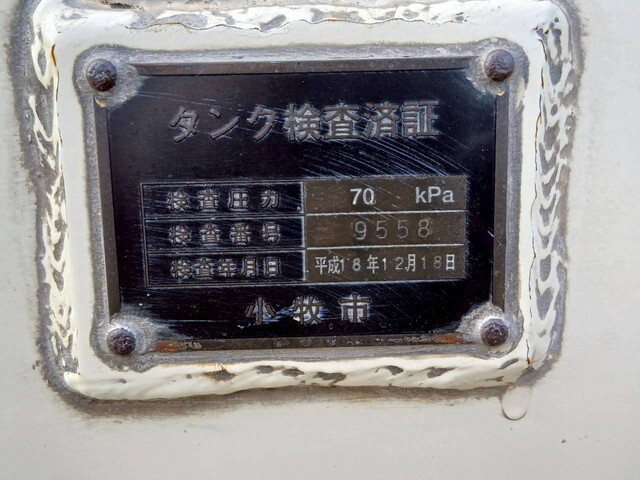 タンク検査済証
検査圧力 70 kPa
検査番号 9558
検査年月日 平成18年12月18日
小牧市